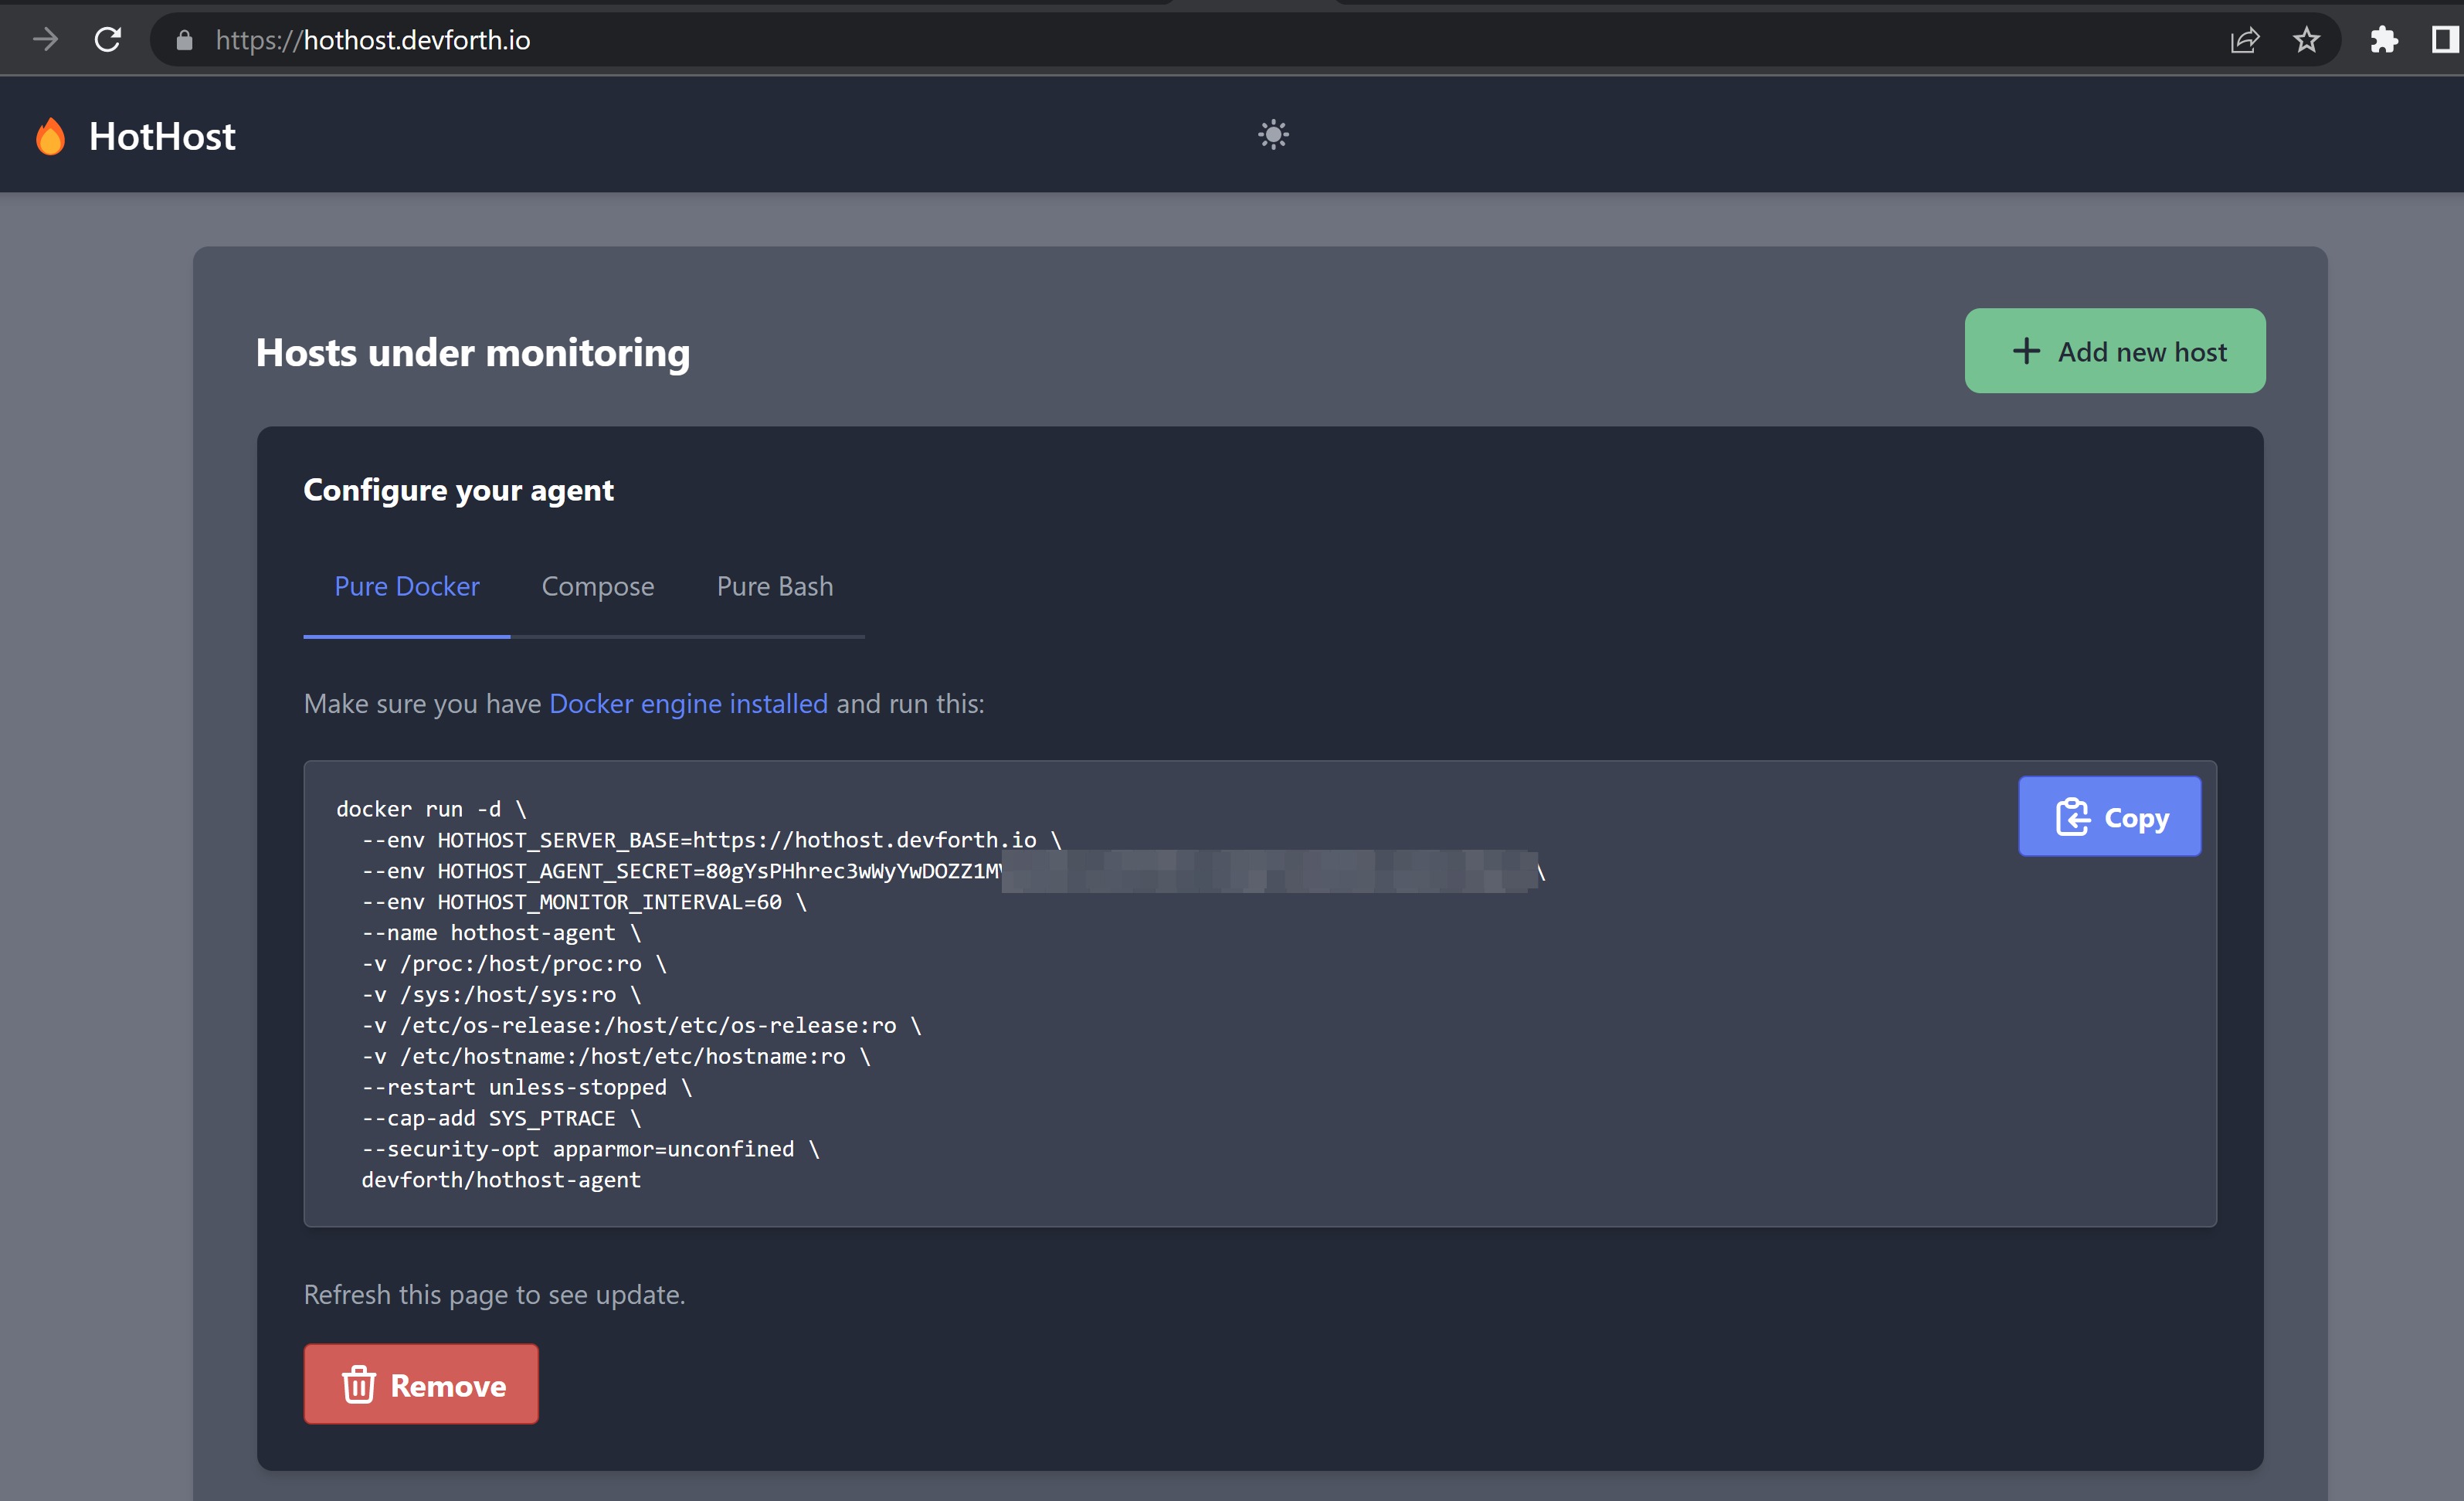 https://hothost.devforth.io
HotHost
Hosts under monitoring
+ Add new host
Configure your agent
Pure Docker Compose Pure Bash
Make sure you have Docker engine installed and run this:
Copy
docker run -d \
--env HOTHOST_SERVER_BASE=https://hothost.devforth.io \
--env HOTHOST_AGENT_SECRET=80gYsPHhrec3wWyYwDOZZ1M \
--env HOTHOST_MONITOR_INTERVAL=60 \
--name hothost-agent \
-v /proc:/host/proc:ro \
-v /sys:/host/sys:ro \
-v /etc/os-release:/host/etc/os-release:ro \
-v /etc/hostname:/host/etc/hostname:ro \
--restart unless-stopped \
--cap-add SYS_PTRACE \
--security-opt apparmor=unconfined \
devforth/hothost-agent
Refresh this page to see update.
Remove